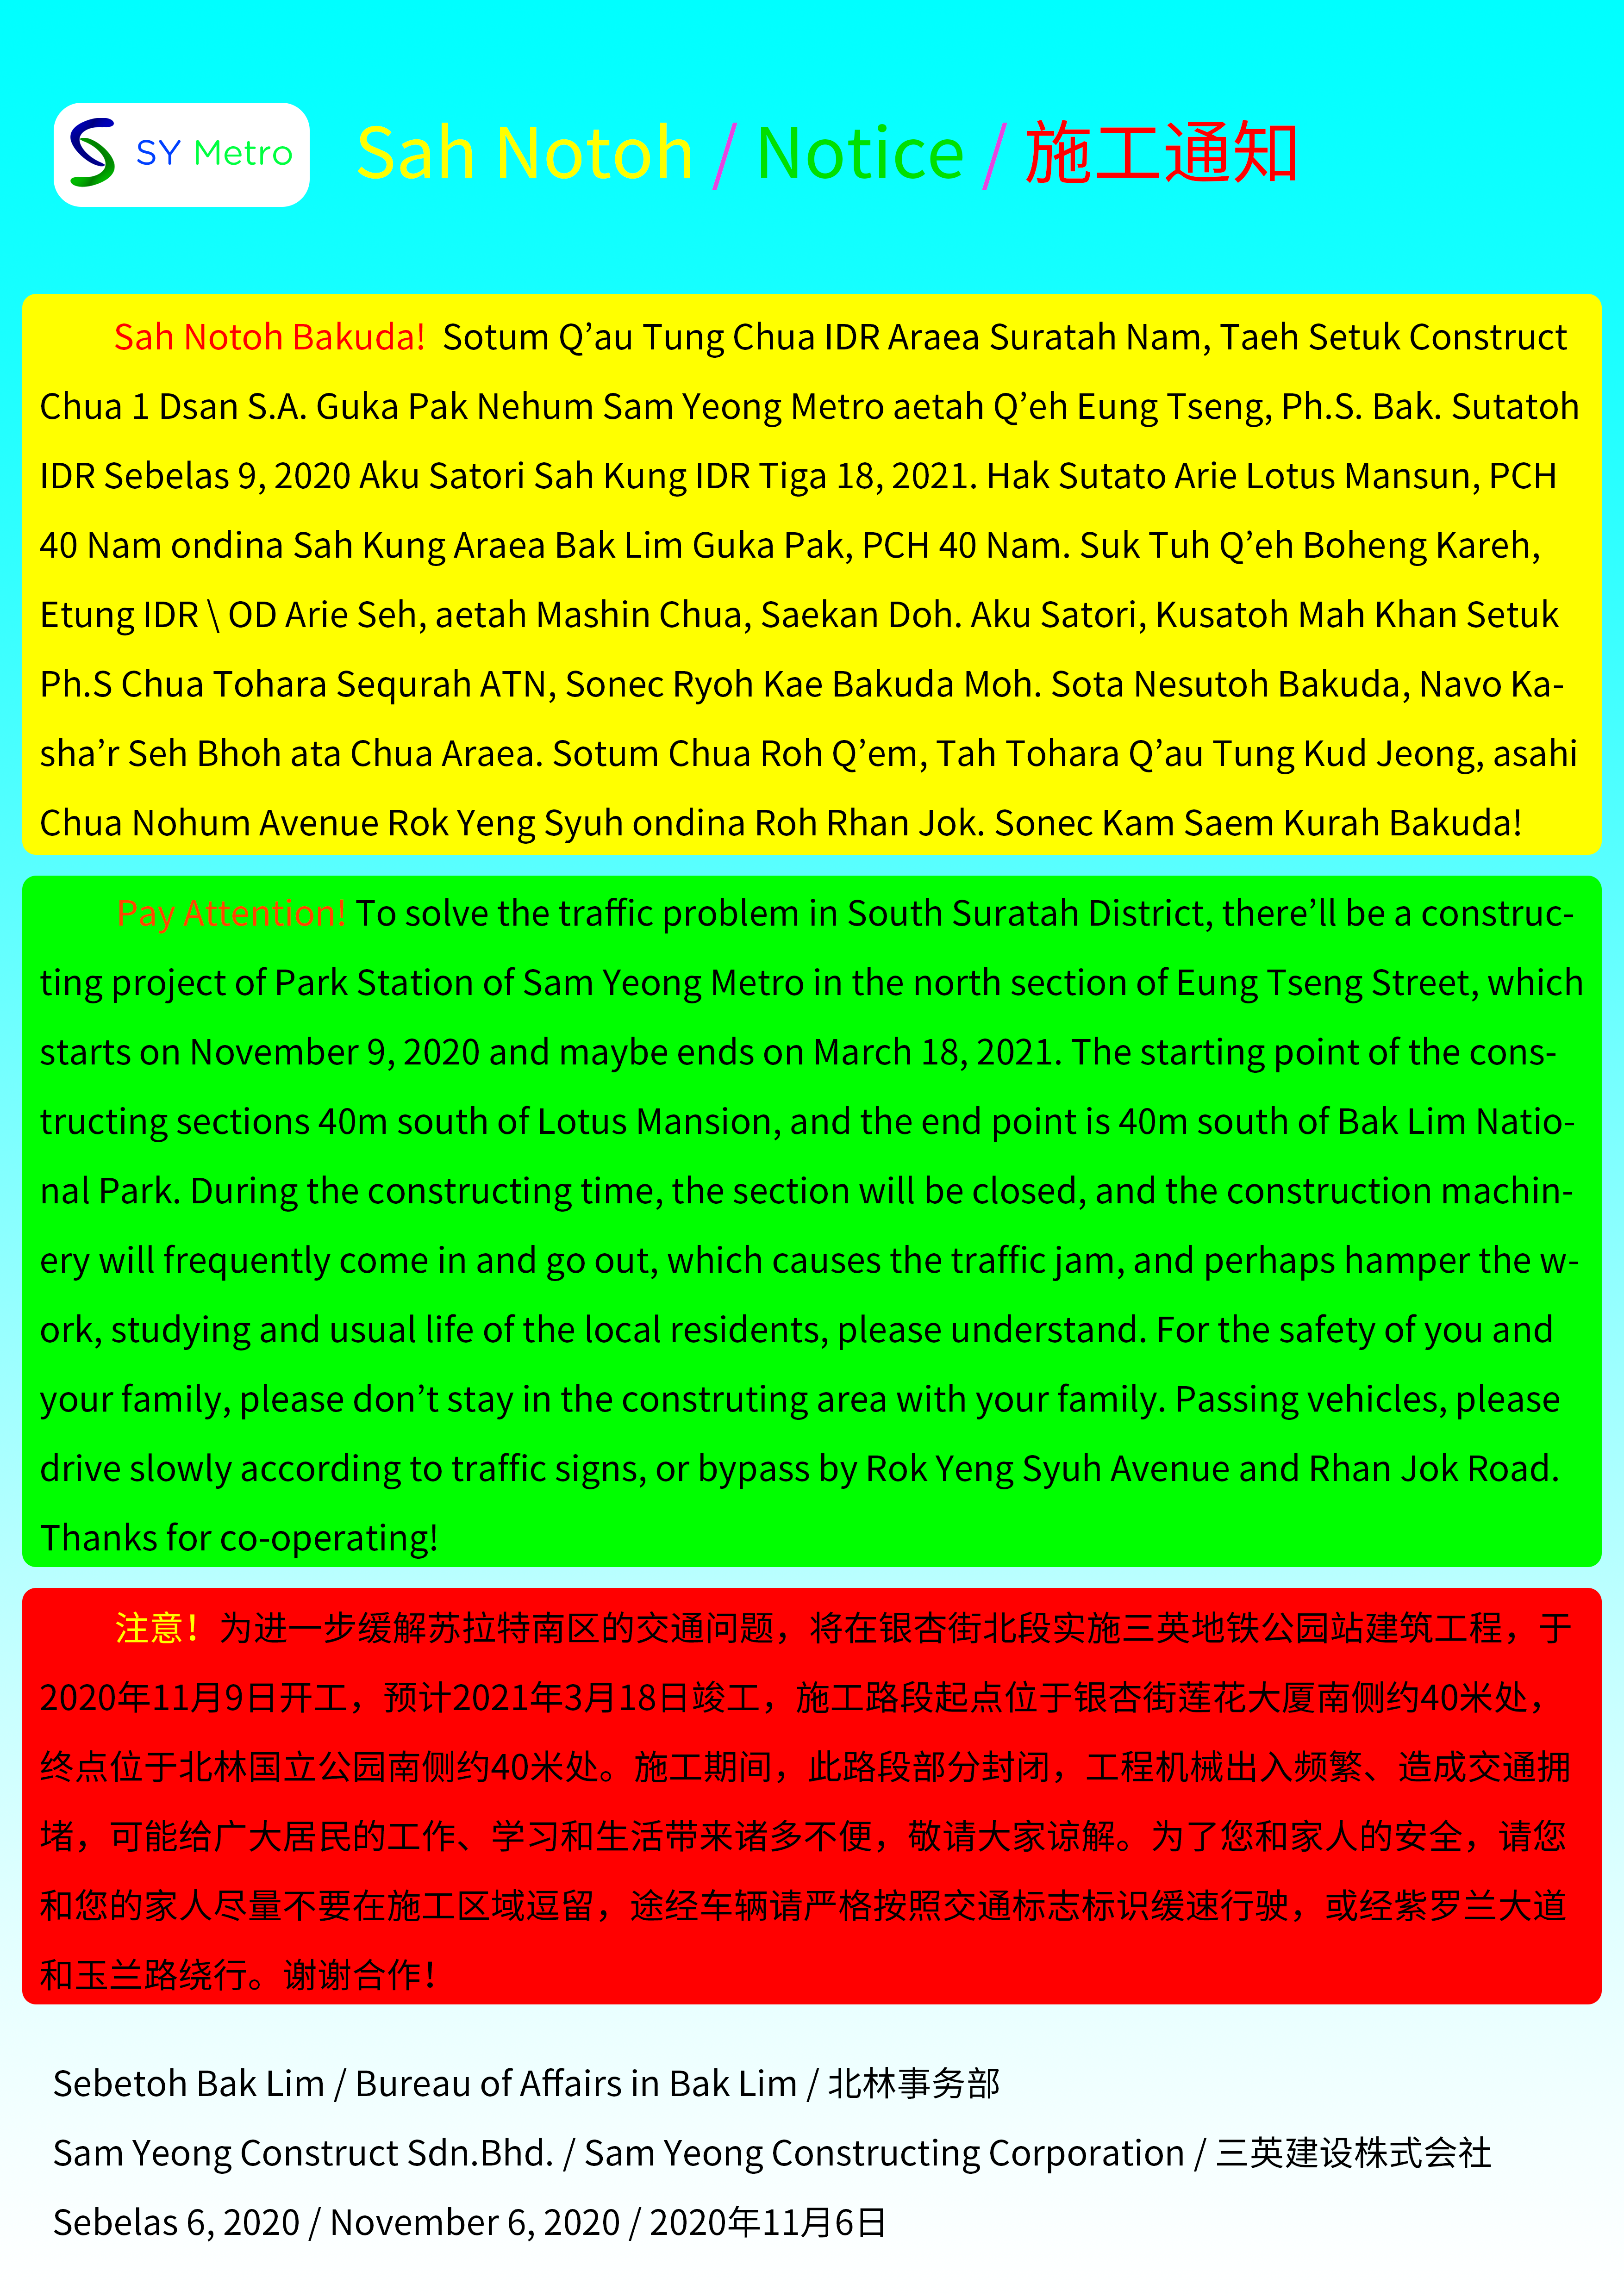 SY Metro
Sah Notoh / Notice / 施工通知
Sah Notoh Bakuda! Sotum Q’au Tung Chua IDR Araea Suratah Nam, Taeh Setuk Construct
Chua 1 Dsan S.A. Guka Pak Nehum Sam Yeong Metro aetah Q’eh Eung Tseng, Ph.S. Bak. Sutatoh
IDR Sebelas 9, 2020 Aku Satori Sah Kung IDR Tiga 18, 2021. Hak Sutato Arie Lotus Mansun, PCH
40 Nam ondina Sah Kung Araea Bak Lim Guka Pak, PCH 40 Nam. Suk Tuh Q’eh Boheng Kareh,
Etung IDR \ OD Arie Seh, aetah Mashin Chua, Saekan Doh. Aku Satori, Kusatoh Mah Khan Setuk
Ph.S Chua Tohara Sequrah ATN, Sonec Ryoh Kae Bakuda Moh. Sota Nesutoh Bakuda, Navo Ka-
sha’r Seh Bhoh ata Chua Araea. Sotum Chua Roh Q’em, Tah Tohara Q’au Tung Kud Jeong, asahi
Chua Nohum Avenue Rok Yeng Syuh ondina Roh Rhan Jok. Sonec Kam Saem Kurah Bakuda!
Pay Attention! To solve the traffic problem in South Suratah District, there’ll be a construc-
ting project of Park Station of Sam Yeong Metro in the north section of Eung Tseng Street, which
starts on November 9, 2020 and maybe ends on March 18, 2021. The starting point of the cons-
tructing sections 40m south of Lotus Mansion, and the end point is 40m south of Bak Lim Natio-
nal Park. During the constructing time, the section will be closed, and the construction machin-
ery will frequently come in and go out, which causes the traffic jam, and perhaps hamper the w-
ork, studying and usual life of the local residents, please understand. For the safety of you and
your family, please don’t stay in the construting area with your family. Passing vehicles, please
drive slowly according to traffic signs, or bypass by Rok Yeng Syuh Avenue and Rhan Jok Road.
Thanks for co-operating!
注意！为进一步缓解苏拉特南区的交通问题，将在银杏街北段实施三英地铁公园站建筑工程，于
2020年11月9日开工，预计2021年3月18日竣工，施工路段起点位于银杏街莲花大厦南侧约40米处，
终点位于北林国立公园南侧约40米处。施工期间，此路段部分封闭，工程机械出入频繁、造成交通拥
堵，可能给广大居民的工作、学习和生活带来诸多不便，敬请大家谅解。为了您和家人的安全，请您
和您的家人尽量不要在施工区域逗留，途经车辆请严格按照交通标志标识缓速行驶，或经紫罗兰大道
和玉兰路绕行。谢谢合作！
Sebetoh Bak Lim / Bureau of Affairs in Bak Lim / 北林事务部
Sam Yeong Construct Sdn.Bhd. / Sam Yeong Constructing Corporation / 三英建设株式会社
Sebelas 6, 2020 / November 6, 2020 / 2020年11月6日